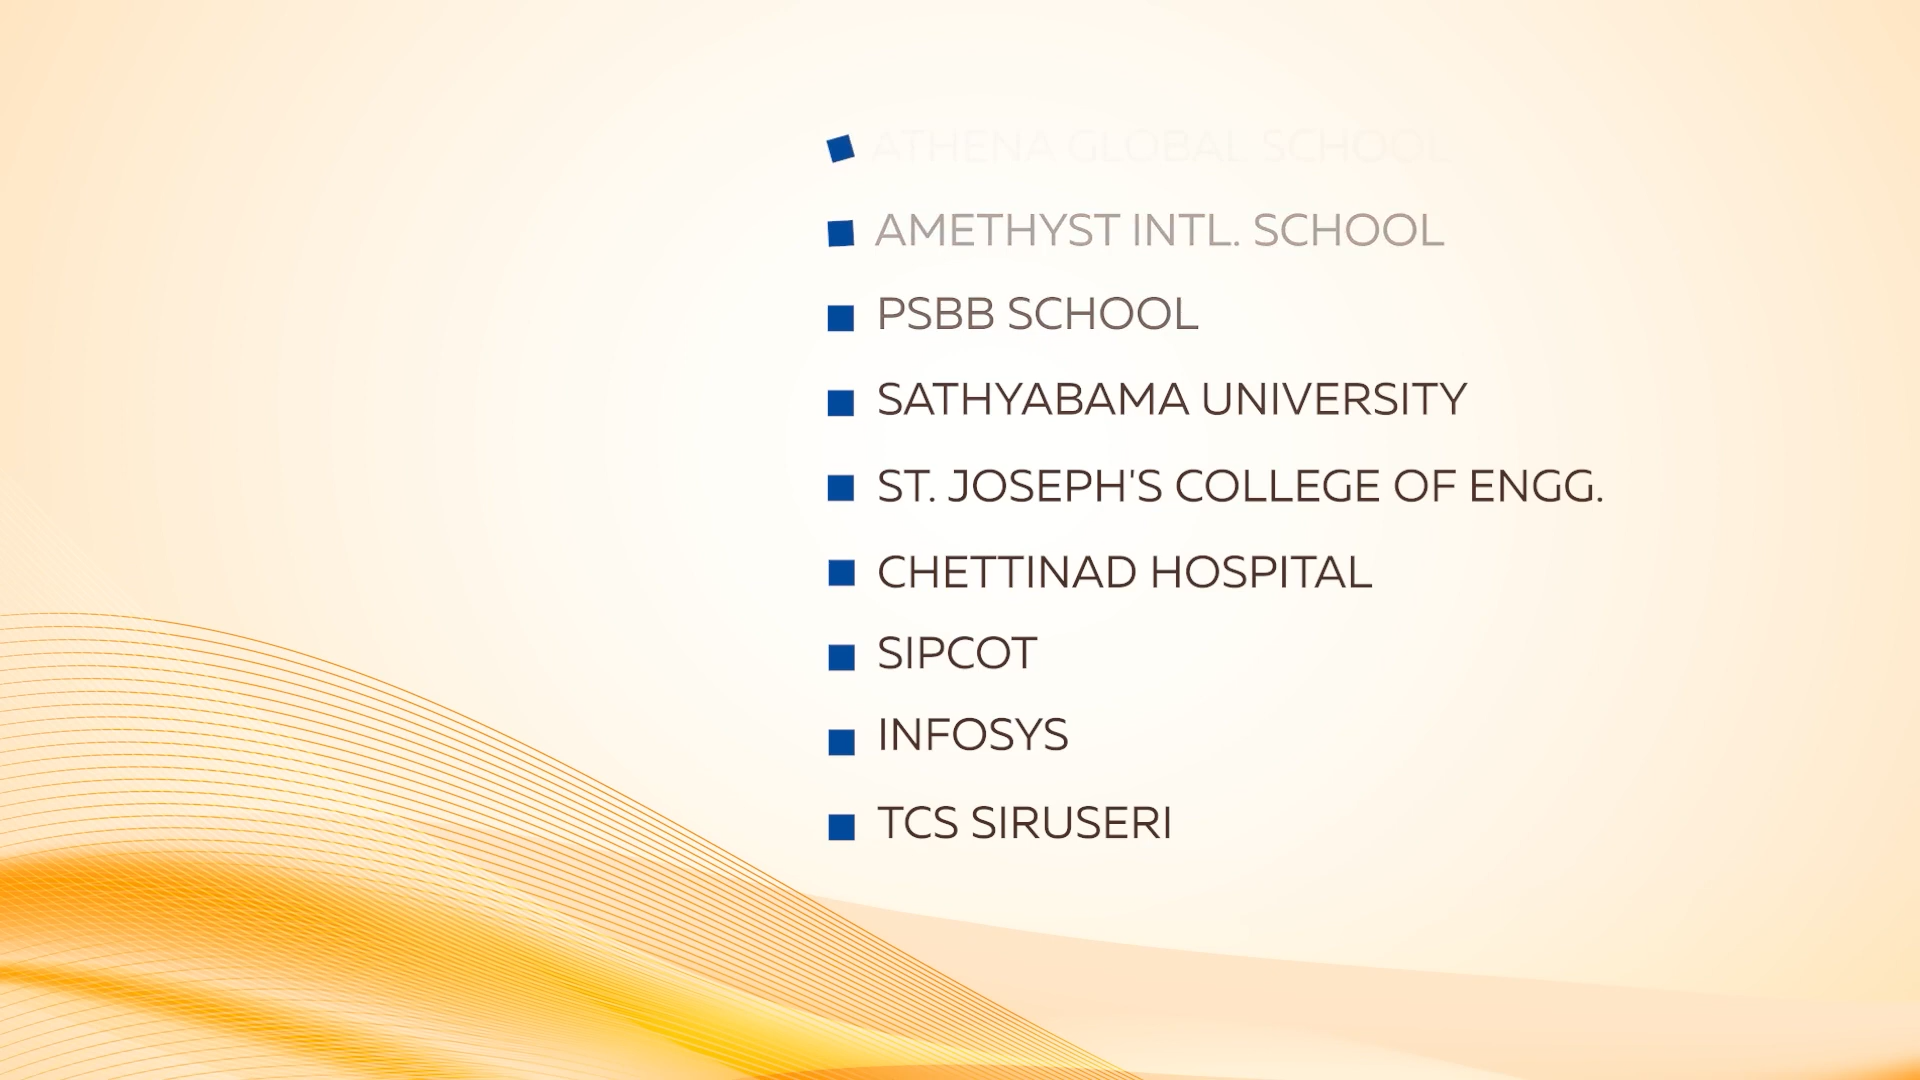 ATHENA GLOBAL SCHOOL
AMETHYST INTL. SCHOOL
PSBB SCHOOL
SATHYABAMA UNIVERSITY
ST. JOSEPH'S COLLEGE OF ENGG.
CHETTINAD HOSPITAL
SIPCOT
INFOSYS
TCS SIRUSERI